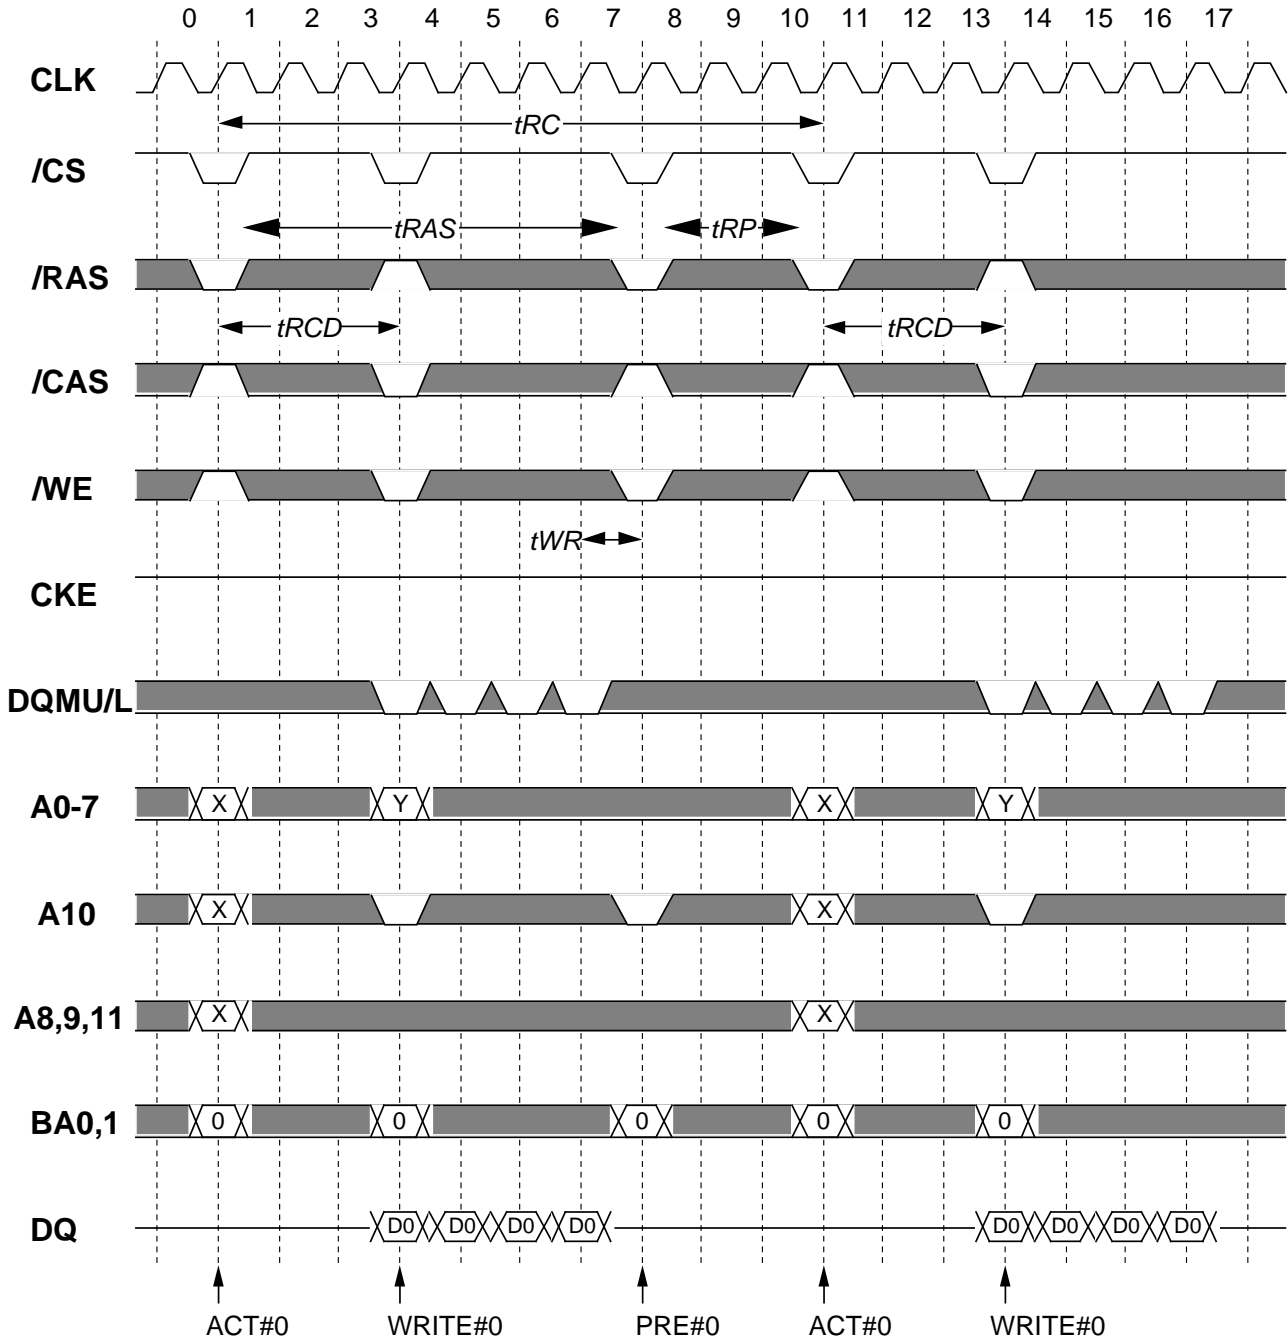 0 1 2 3 4 5 6 7 8 9 10 11 12 13 14 15 16 17
CLK
tRC
/CS
tRAS tRP
/RAS
tRCD tRCD
/CAS
/WE
tWR
CKE
DQMU/L
A0-7 X Y X Y
A10 X X
A8,9,11 X X
BA0,1 0 0 0 0 0
DQ D0 D0 D0 D0 D0 D0 D0 D0
ACT#0 WRITE#0 PRE#0 ACT#0 WRITE#0